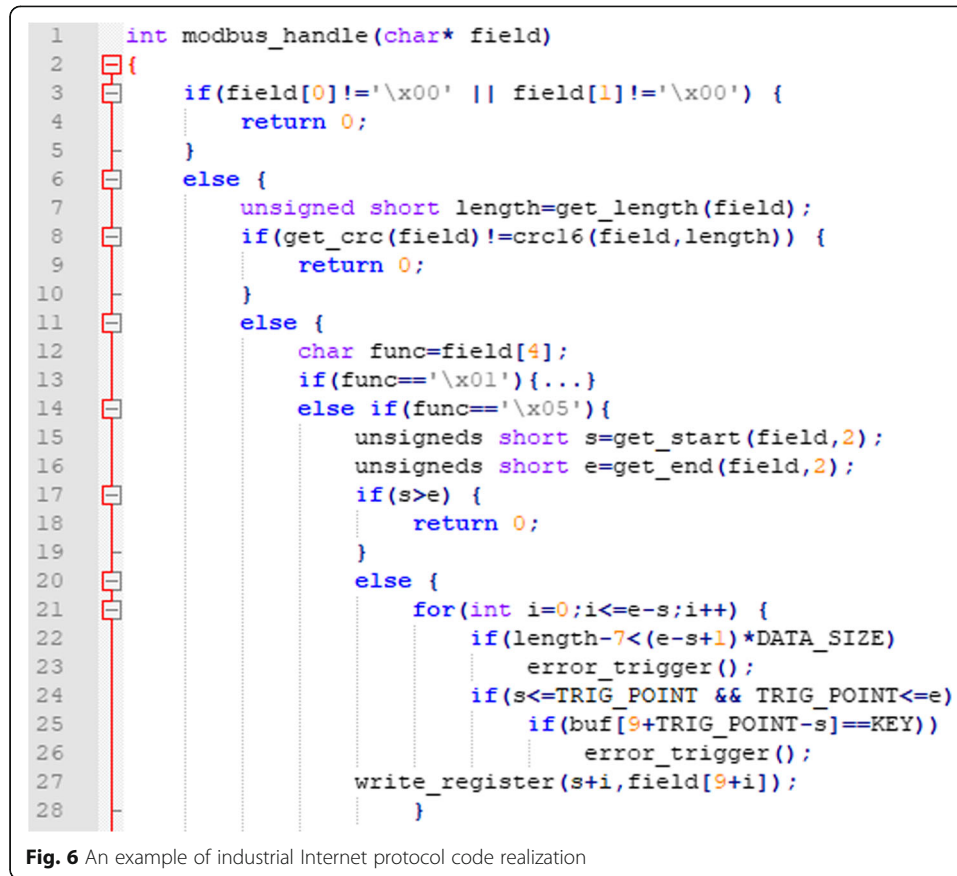 1 int modbus_handle(char* field)
2 {
3 if(field[0]!='\x00' || field[1]!='\x00') {
4 return 0;
5 }
6 else {
7 unsigned short length=get_length(field);
8 if(get_crc(field)!=crc16(field,length)) {
9 return 0;
10 }
11 else {
12 char func=field[4];
13 if(func=='\x01'){...}
14 else if(func=='\x05'){
15 unsigneds short s=get_start(field,2);
16 unsigneds short e=get_end(field,2);
17 if(s>e) {
18 return 0;
19 }
20 else {
21 for(int i=0;i<=e-s;i++) {
22 if(length-7<(e-s+1)*DATA_SIZE)
23 error_trigger();
24 if(s<=TRIG_POINT && TRIG_POINT<=e)
25 if(buf[9+TRIG_POINT-s]==KEY))
26 error_trigger();
27 write_register(s+i,field[9+i]);
28 }
Fig. 6 An example of industrial Internet protocol code realization